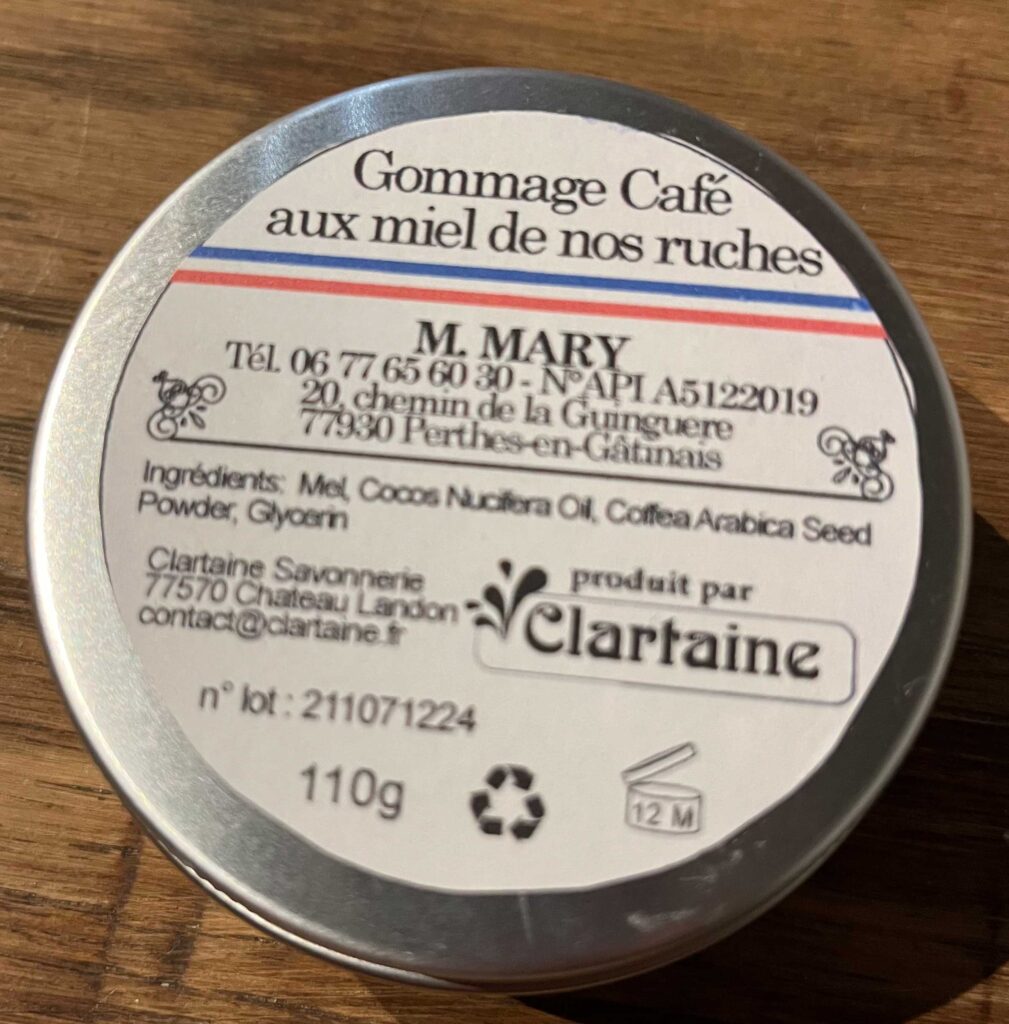 Gommage Café
aux miel de nos ruches
M. MARY
Tél. 06 77 65 60 30 - N°API A5122019
20, chemin de la Guinguere
77930 Perthes-en-Gâtinais
Ingrédients: Mel, Cocos Nucifera Oil, Coffea Arabica Seed
Powder, Glycerin
Clartaine Savonnerie
77570 Chateau Landon
contact@clartaine.fr
produit par
Clartaine
n° lot : 211071224
110g
12 M